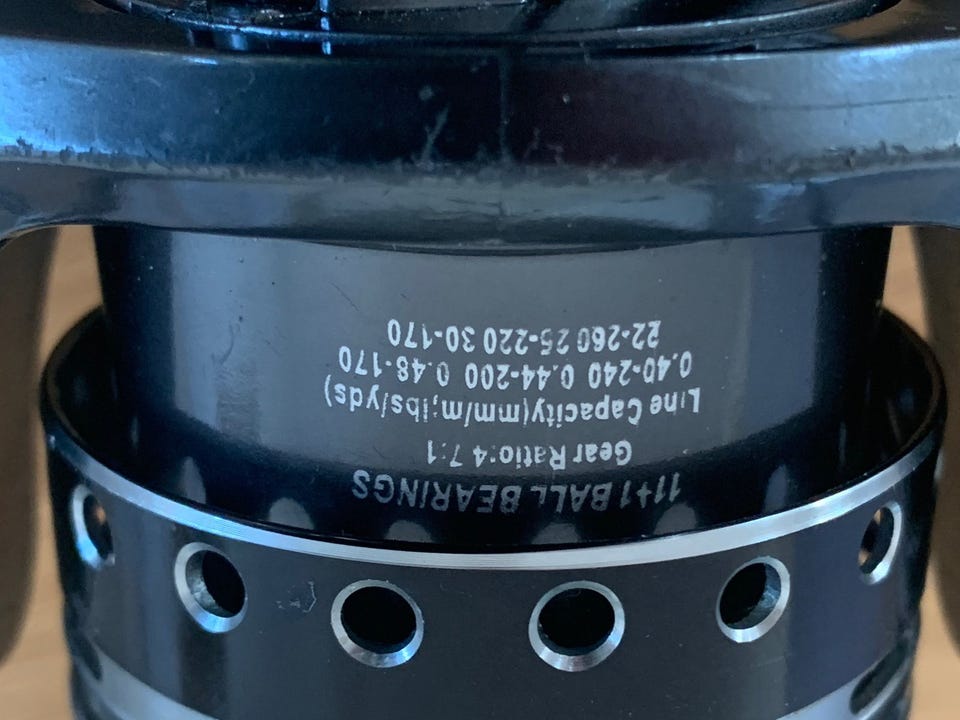 11+1 BALL BEARINGS
Gear Ratio:4.7:1
Line Capacity(mm/m;lbs/yds)
0.40-240 0.44-200 0.48-170
22-260 25-220 30-170